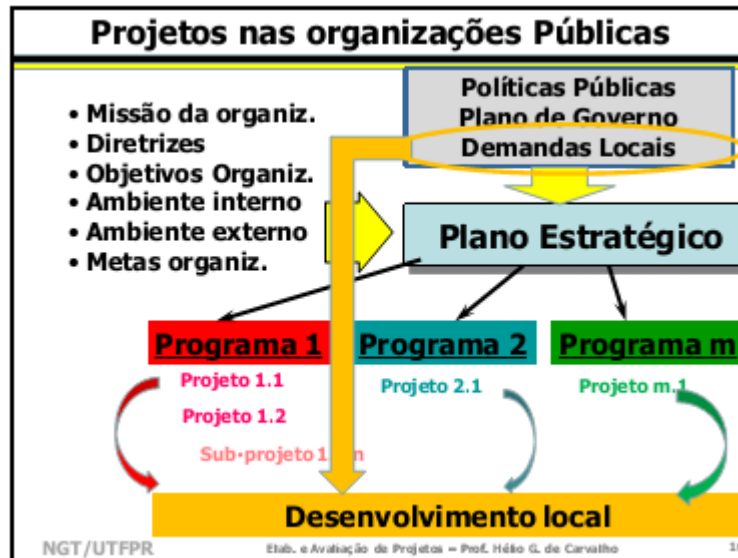 Projetos nas organizações Públicas
Políticas Públicas
Plano de Governo
Demandas Locais
• Missão da organiz.
• Diretrizes
• Objetivos Organiz.
• Ambiente interno
• Ambiente externo
• Metas organiz.
Plano Estratégico
Programa 1
Programa 2
Programa m
Projeto 1.1
Projeto 1.2
Sub-projeto
Projeto 2.1
Projeto m.1
Desenvolvimento local
NGT/UTFPR
Elab. e Avaliação de Projetos – Prof. Hélio G. de Carvalho